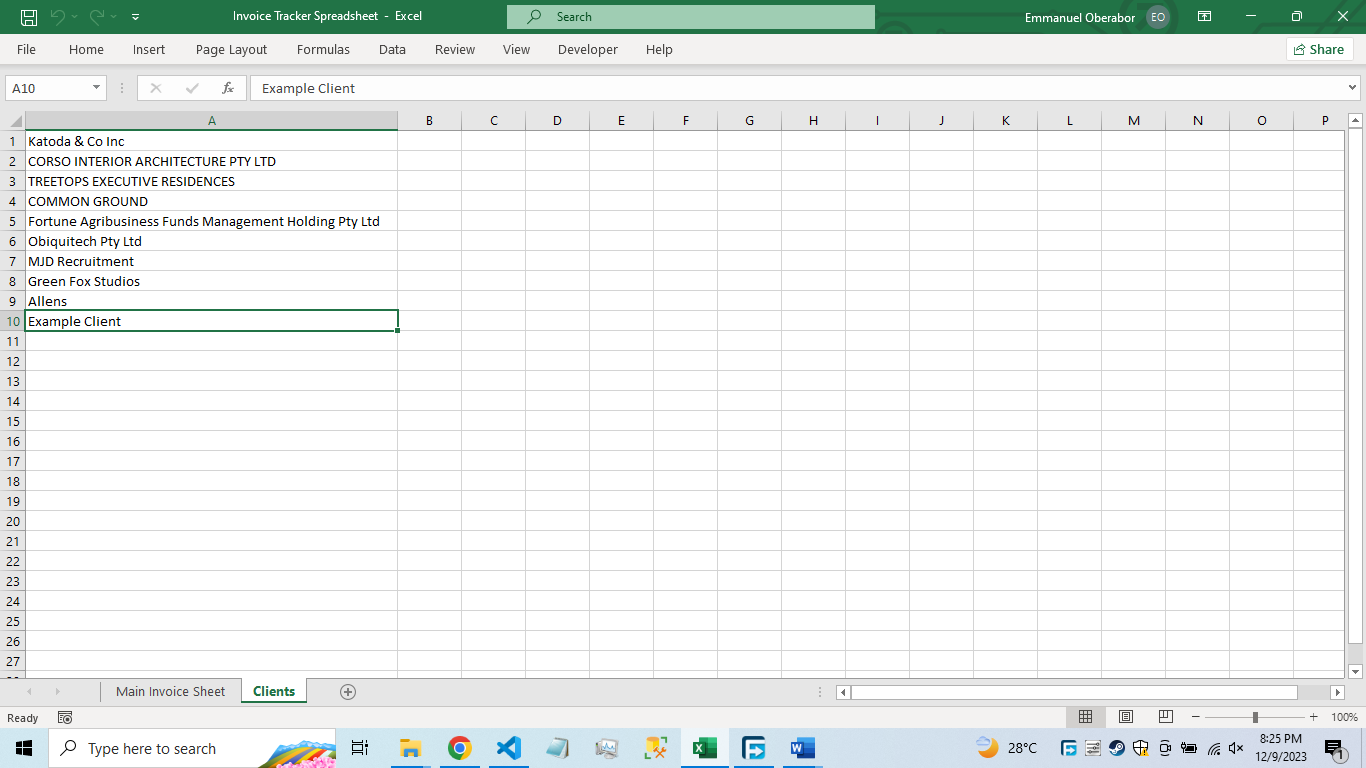 Invoice Tracker Spreadsheet - Excel
Search
Emmanuel Oberabor
EO
File Home Insert Page Layout Formulas Data Review View Developer Help
Share
A10
fx
Example Client
A B C D E F G H I J K L M N O P
1 Katoda & Co Inc
2 CORSO INTERIOR ARCHITECTURE PTY LTD
3 TREETOPS EXECUTIVE RESIDENCES
4 COMMON GROUND
5 Fortune Agribusiness Funds Management Holding Pty Ltd
6 Obiquitech Pty Ltd
7 MJD Recruitment
8 Green Fox Studios
9 Allens
10 Example Client
11
12
13
14
15
16
17
18
19
20
21
22
23
24
25
26
27
Main Invoice Sheet
Clients
Ready
100%
Type here to search
28°C
8:25 PM
12/9/2023
1